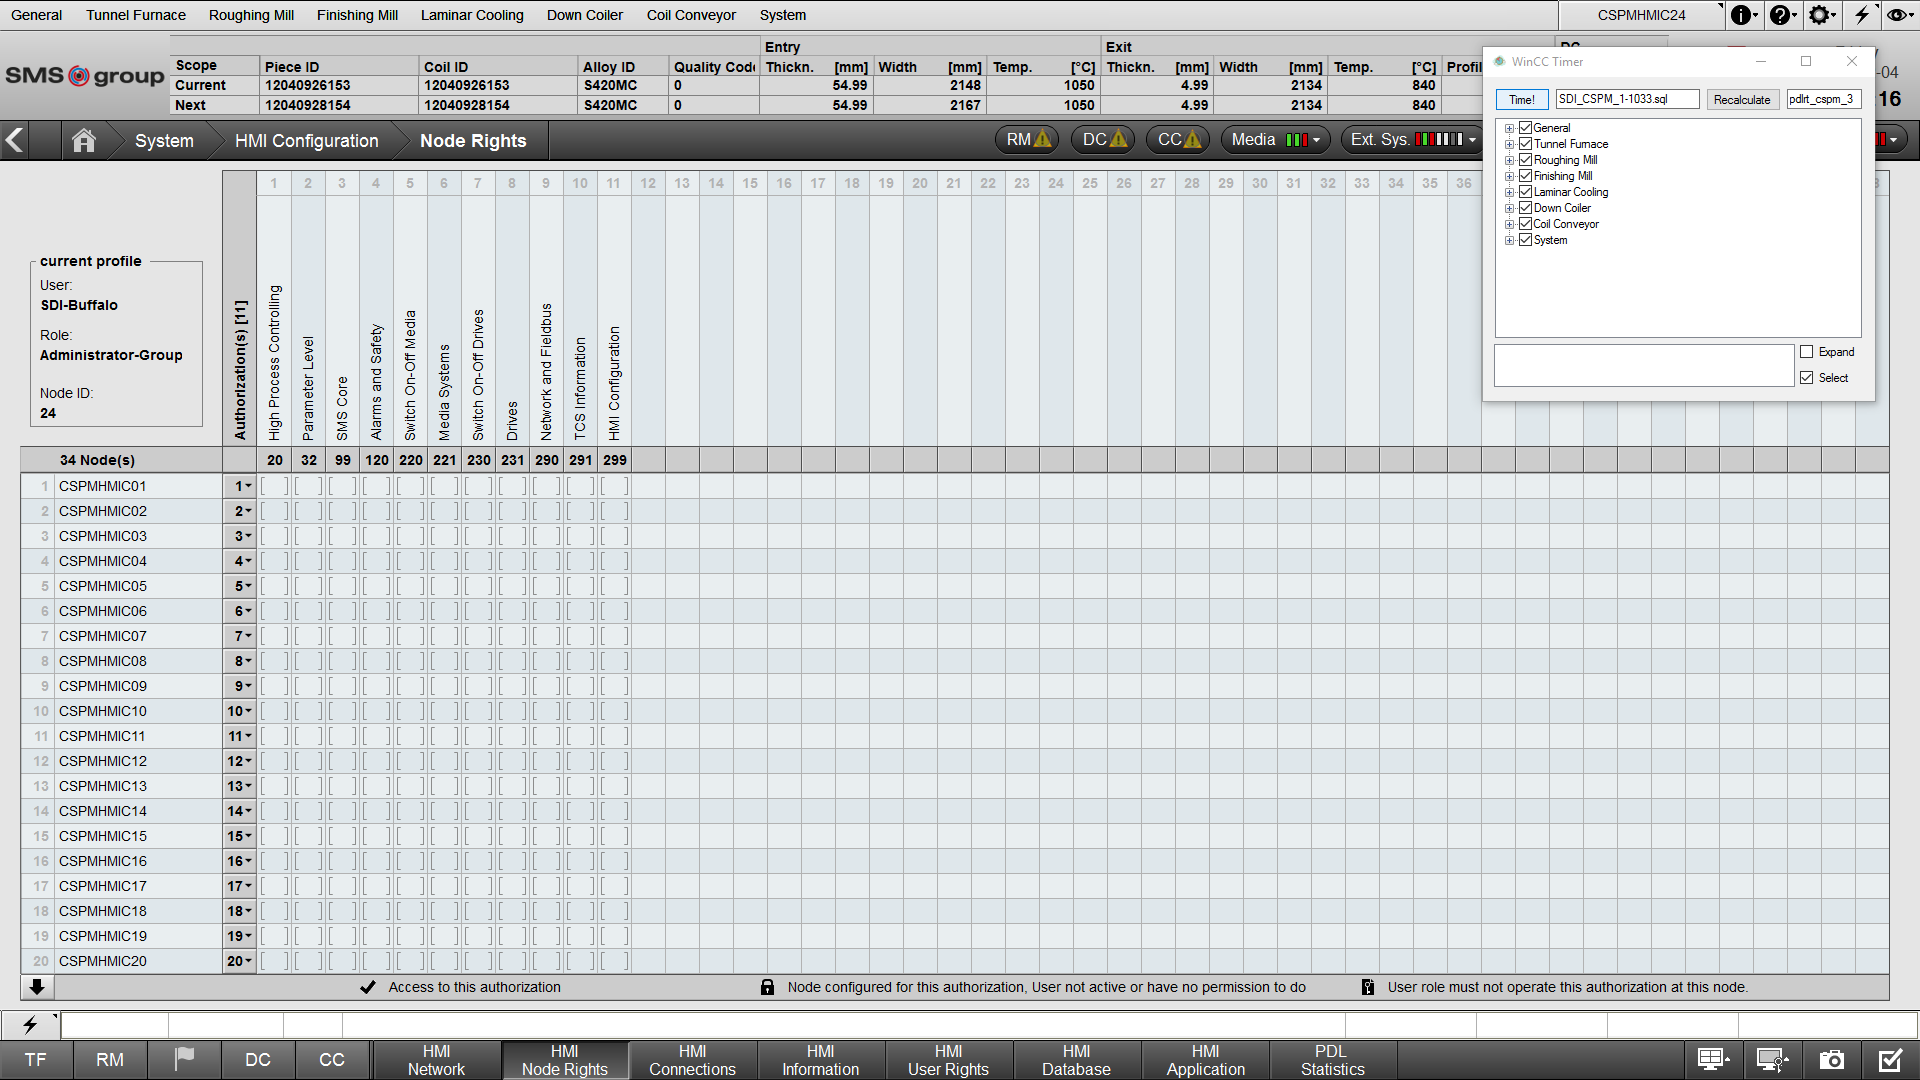 General Tunnel Furnace Roughing Mill Finishing Mill Laminar Cooling Down Coiler Coil Conveyor System CSPMHMIC24
SMS group
Entry Exit
Scope Piece ID Coil ID Alloy ID Quality Thickn. [mm] Width [mm] Temp. [°C] Thickn. [mm] Width [mm] Temp. [°C]
Current 12040926153 12040926153 S420MC 0 54.99 2148 1050 4.99 2134 840
Next 12040928154 12040928154 S420MC 0 54.99 2167 1050 4.99 2134 840
-04
16
System HMI Configuration Node Rights RM DC CC Media Ext. Sys.
WinCC Timer
Time! SDI_CSPM_1-1033.sql Recalculate pdlrt_cspm_3
General
Tunnel Furnace
Roughing Mill
Finishing Mill
Laminar Cooling
Down Coiler
Coil Conveyor
System
Expand
Select
1 2 3 4 5 6 7 8 9 10 11 12 13 14 15 16 17 18 19 20 21 22 23 24 25 26 27 28 29 30 31 32 33 34 35 36
current profile
User:
SDI-Buffalo
Role:
Administrator-Group
Node ID:
24
Authorization(s) [11]
High Process Controlling
Parameter Level
SMS Core
Alarms and Safety
Switch On-Off Media
Media Systems
Switch On-Off Drives
Drives
Network and Fieldbus
TCS Information
HMI Configuration
34 Node(s) 20 32 99 120 220 221 230 231 290 291 299
1 CSPMHMIC01 1
2 CSPMHMIC02 2
3 CSPMHMIC03 3
4 CSPMHMIC04 4
5 CSPMHMIC05 5
6 CSPMHMIC06 6
7 CSPMHMIC07 7
8 CSPMHMIC08 8
9 CSPMHMIC09 9
10 CSPMHMIC10 10
11 CSPMHMIC11 11
12 CSPMHMIC12 12
13 CSPMHMIC13 13
14 CSPMHMIC14 14
15 CSPMHMIC15 15
16 CSPMHMIC16 16
17 CSPMHMIC17 17
18 CSPMHMIC18 18
19 CSPMHMIC19 19
20 CSPMHMIC20 20
Access to this authorization Node configured for this authorization, User not active or have no permission to do User role must not operate this authorization at this node.
TF RM DC CC
HMI Network
HMI Node Rights
HMI Connections
HMI Information
HMI User Rights
HMI Database
HMI Application
PDL Statistics